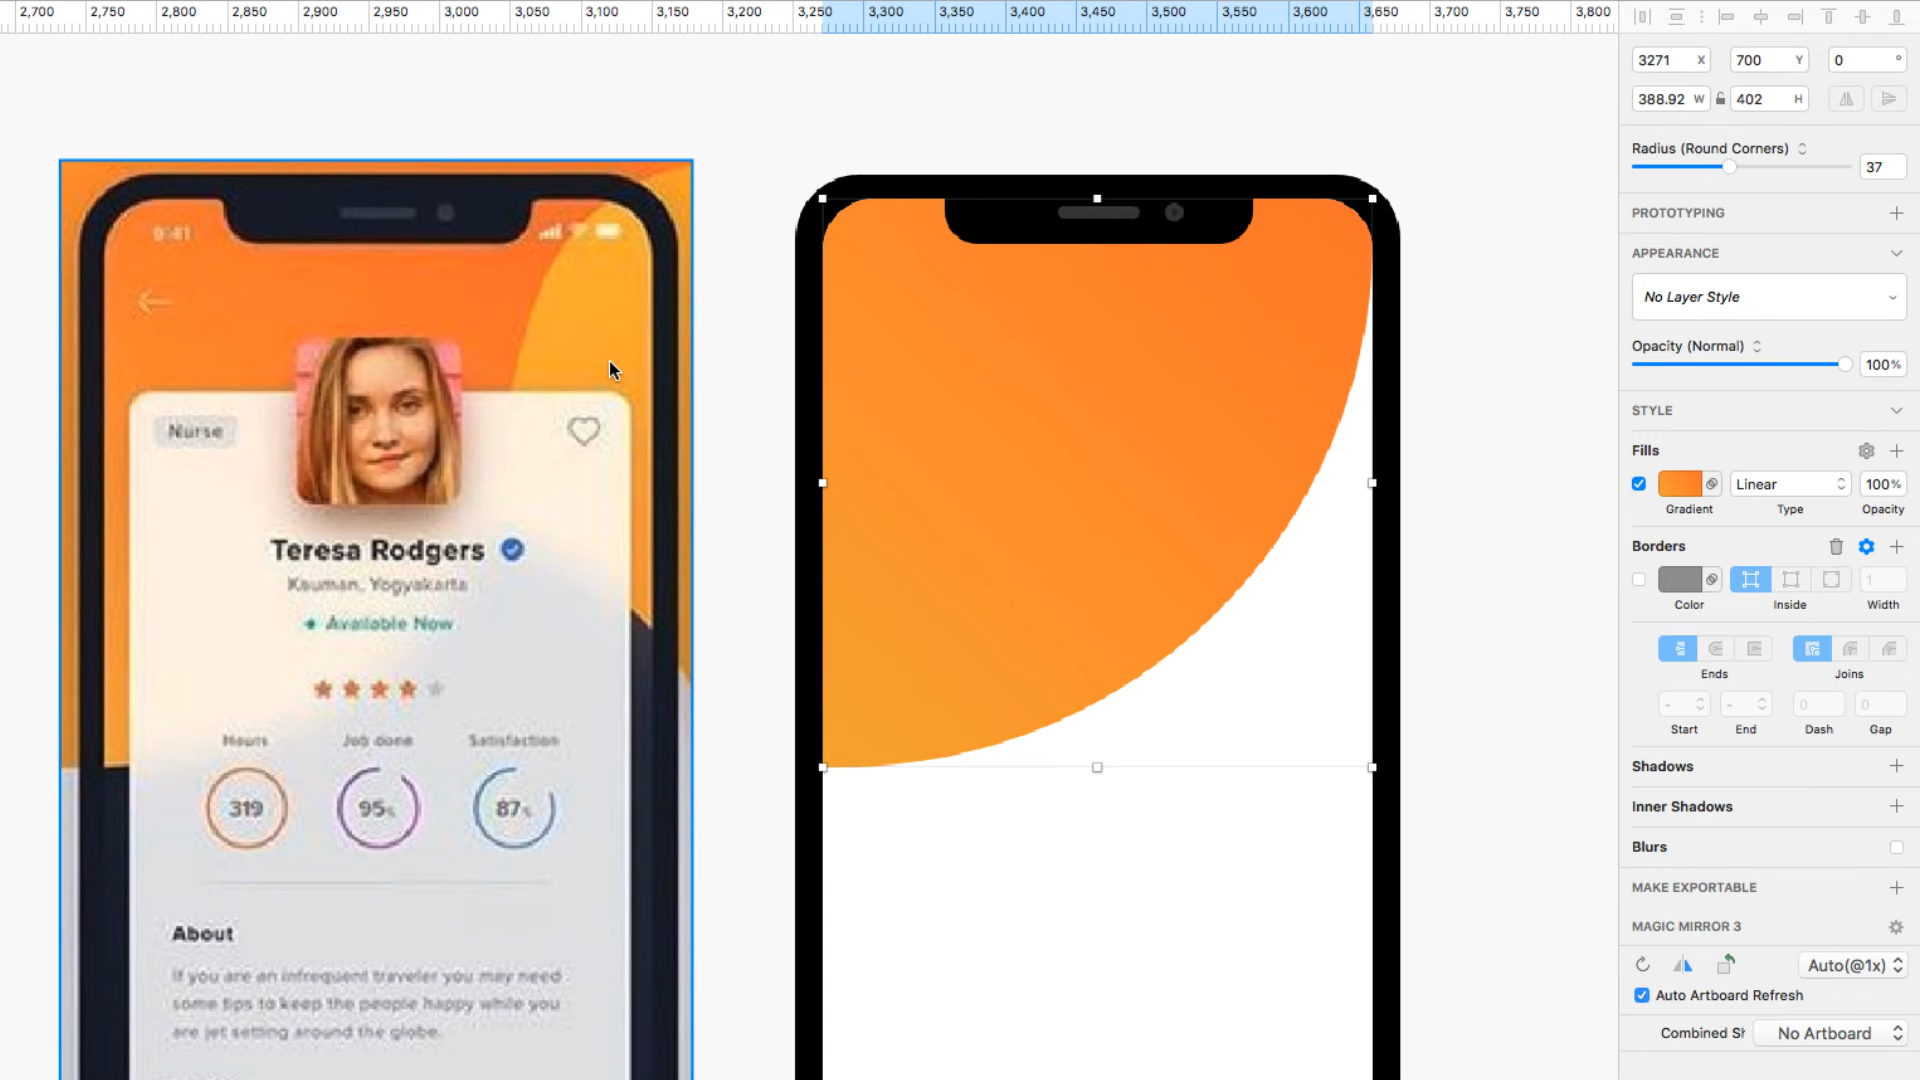 2,700 2,750 2,800 2,850 2,900 2,950 3,000 3,050 3,100 3,150 3,200 3,250 3,300 3,350 3,400 3,450 3,500 3,550 3,600 3,650 3,700 3,750 3,800
3271 X 700 Y 0 °
388.92 W 402 H
Radius (Round Corners)
37
PROTOTYPING
APPEARANCE
No Layer Style
Opacity (Normal)
100%
STYLE
Fills
Linear 100%
Gradient Type Opacity
Borders
1
Color Inside Width
Ends Joins
- - 0 0
Start End Dash Gap
Shadows
Inner Shadows
Blurs
MAKE EXPORTABLE
MAGIC MIRROR 3
Auto(@1x)
Auto Artboard Refresh
Combined Sh No Artboard
9:41
Nurse
Teresa Rodgers
Kauman, Yogyakarta
Available Now
Hours Job done Satisfaction
319 95% 87%
About
If you are an infrequent traveler you may need
some tips to keep the people happy while you
are jet setting around the globe.